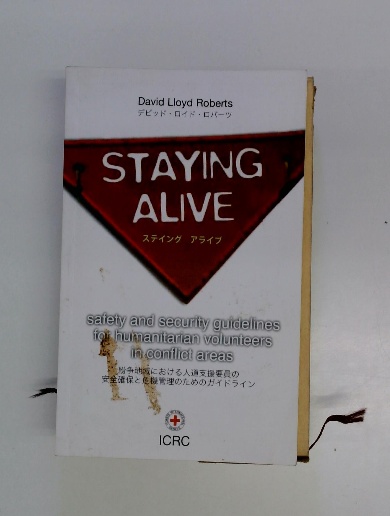 David Lloyd Roberts
デビッド・ロイド・ロバーツ
STAYING
ALIVE
ステイング アライブ
safety and security guidelines
for humanitarian volunteers
in conflict areas
紛争地域における人道支援要員の
安全確保と危機管理のためのガイドライン
ICRC